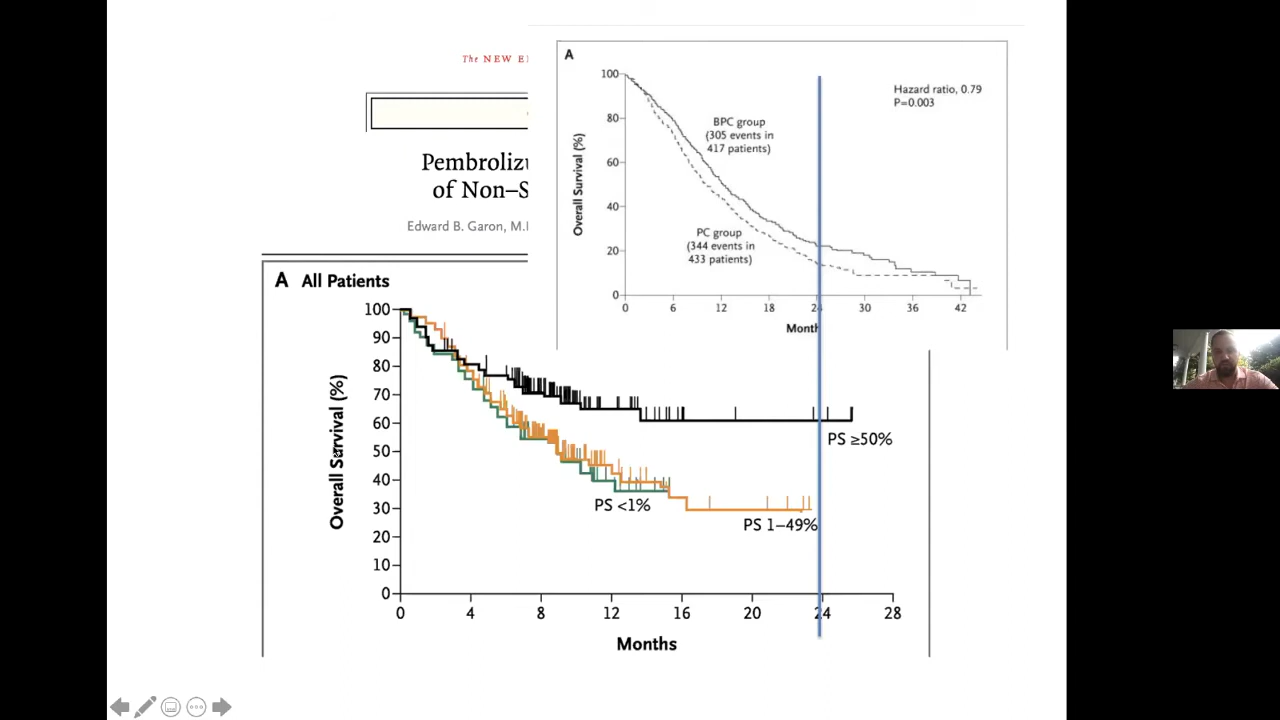 The NEW E
Pembrolizu
of Non–S
Edward B. Garon, M.
A
100
80
60
40
20
0
Overall Survival (%)
BPC group
(305 events in
417 patients)
PC group
(344 events in
433 patients)
Hazard ratio, 0.79
P=0.003
0 6 12 18 24 30 36 42
Month
A All Patients
100
90
80
70
60
50
40
30
20
10
0
Overall Survival (%)
PS ≥50%
PS <1%
PS 1–49%
0 4 8 12 16 20 24 28
Months